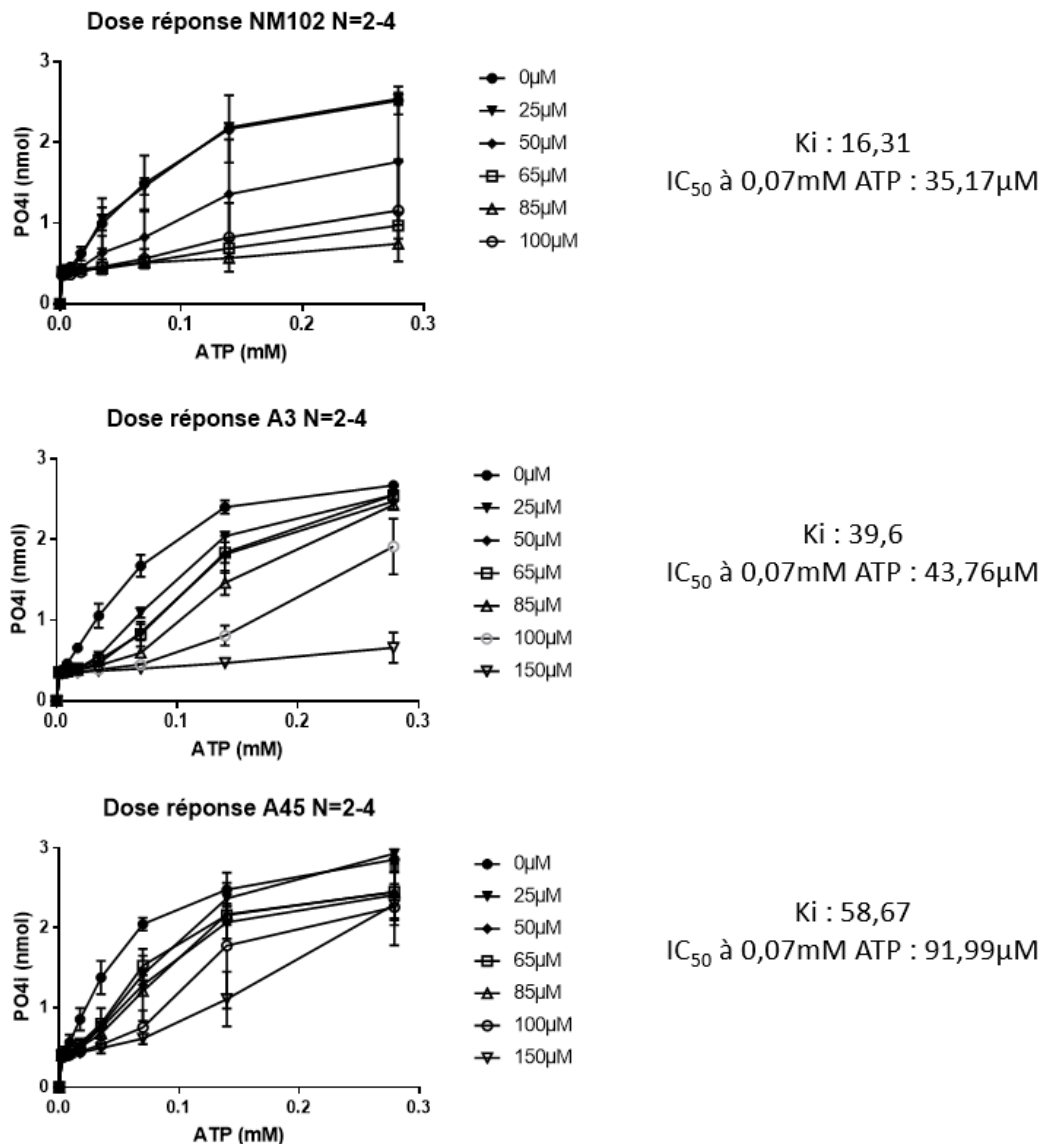 Dose réponse NM102 N=2-4
3
2
1
0
PO4i (nmol)
0.0 0.1 0.2 0.3
ATP (mM)
0µM
25µM
50µM
65µM
85µM
100µM
Ki : 16,31
IC50 à 0,07mM ATP : 35,17µM
Dose réponse A3 N=2-4
3
2
1
0
PO4i (nmol)
0.0 0.1 0.2 0.3
ATP (mM)
0µM
25µM
50µM
65µM
85µM
100µM
150µM
Ki : 39,6
IC50 à 0,07mM ATP : 43,76µM
Dose réponse A45 N=2-4
3
2
1
0
PO4i (nmol)
0.0 0.1 0.2 0.3
ATP (mM)
0µM
25µM
50µM
65µM
85µM
100µM
150µM
Ki : 58,67
IC50 à 0,07mM ATP : 91,99µM